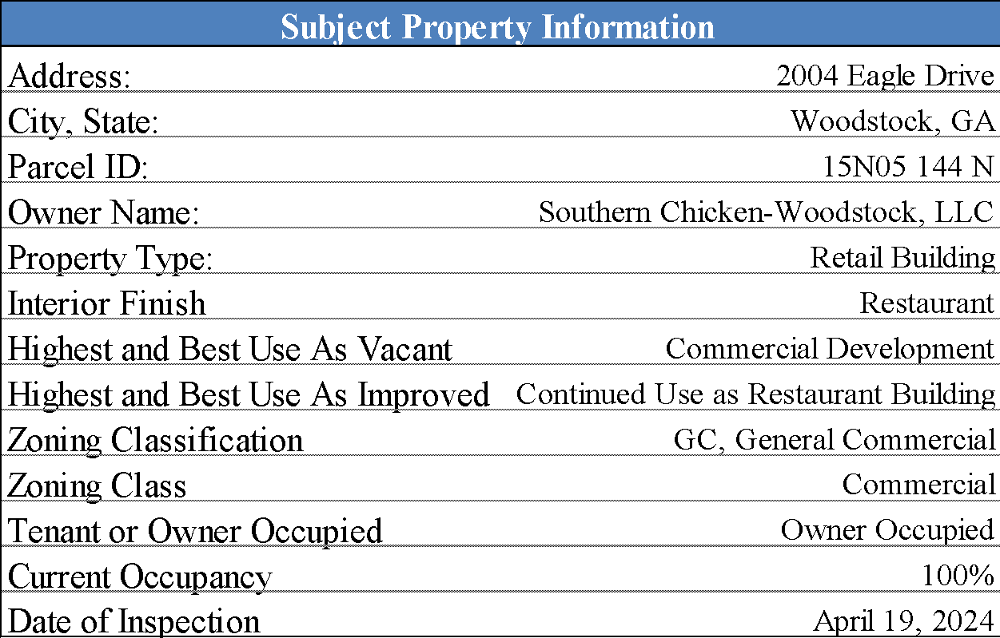 Subject Property Information
Address: 2004 Eagle Drive
City, State: Woodstock, GA
Parcel ID: 15N05 144 N
Owner Name: Southern Chicken-Woodstock, LLC
Property Type: Retail Building
Interior Finish Restaurant
Highest and Best Use As Vacant Commercial Development
Highest and Best Use As Improved Continued Use as Restaurant Building
Zoning Classification GC, General Commercial
Zoning Class Commercial
Tenant or Owner Occupied Owner Occupied
Current Occupancy 100%
Date of Inspection April 19, 2024